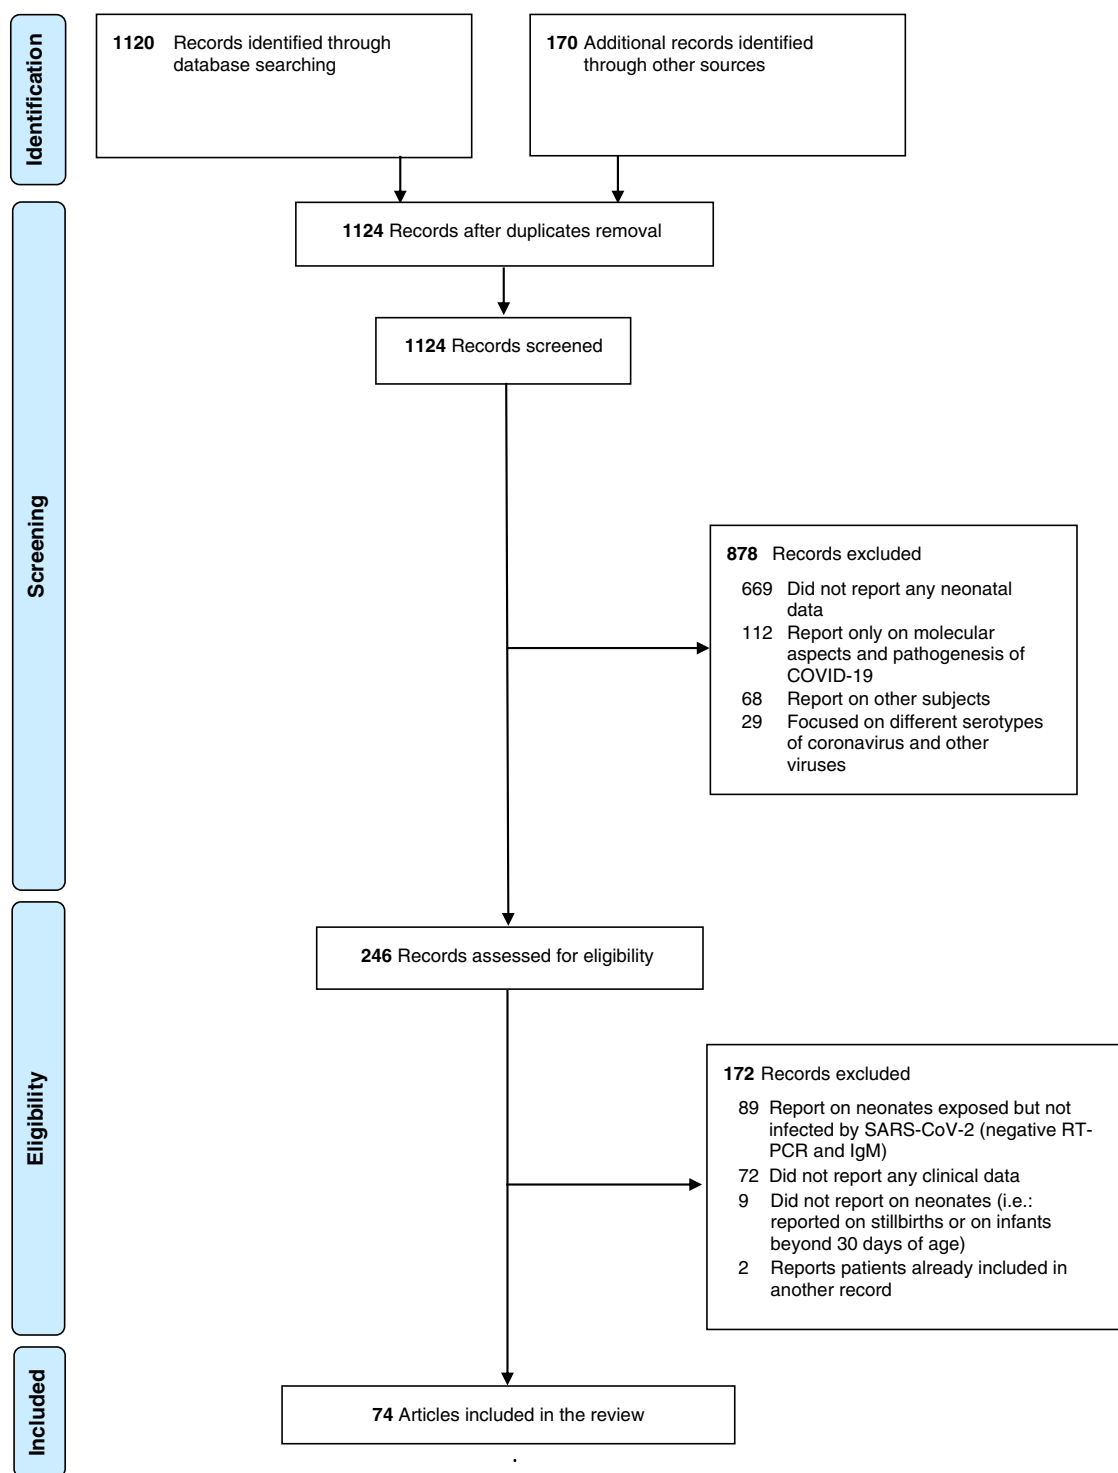 Identification
1120 Records identified through
database searching
170 Additional records identified
through other sources
Screening
1124 Records after duplicates removal
1124 Records screened
878 Records excluded
669 Did not report any neonatal
data
112 Report only on molecular
aspects and pathogenesis of
COVID-19
68 Report on other subjects
29 Focused on different serotypes
of coronavirus and other
viruses
Eligibility
246 Records assessed for eligibility
172 Records excluded
89 Report on neonates exposed but not
infected by SARS-CoV-2 (negative RT-
PCR and IgM)
72 Did not report any clinical data
9 Did not report on neonates (i.e.:
reported on stillbirths or on infants
beyond 30 days of age)
2 Reports patients already included in
another record
Included
74 Articles included in the review
.